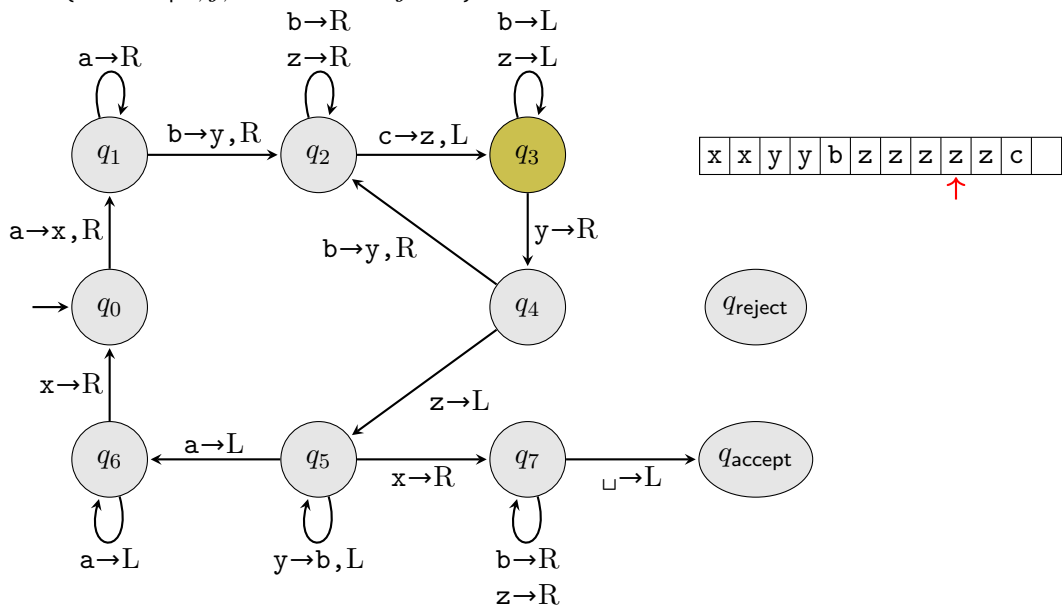 b→R b→L
a→R z→R z→L
q1 b→y,R q2 c→z,L q3 x x y y b z z z z z c
↑
a→x,R b→y,R y→R
q0 q4 qreject
x→R z→L
q6 a→L q5 x→R q7 ␣→L qaccept
a→L y→b,L b→R
z→R